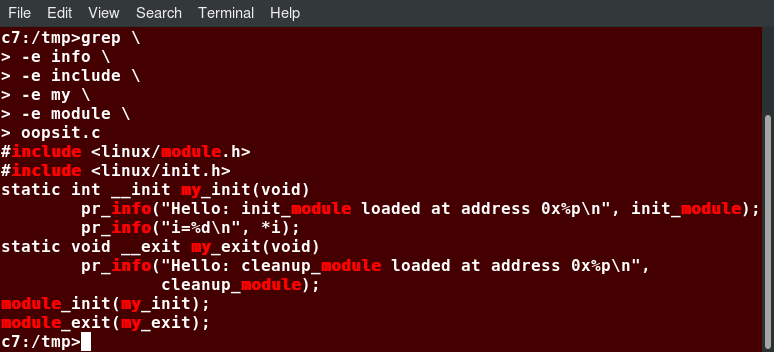 File Edit View Search Terminal Help
c7:/tmp>grep \
> -e info \
> -e include \
> -e my \
> -e module \
> oopsit.c
#include <linux/module.h>
#include <linux/init.h>
static int __init my_init(void)
        pr_info("Hello: init_module loaded at address 0x%p\n", init_module);
        pr_info("i=%d\n", *i);
static void __exit my_exit(void)
        pr_info("Hello: cleanup_module loaded at address 0x%p\n",
                cleanup_module);
module_init(my_init);
module_exit(my_exit);
c7:/tmp>